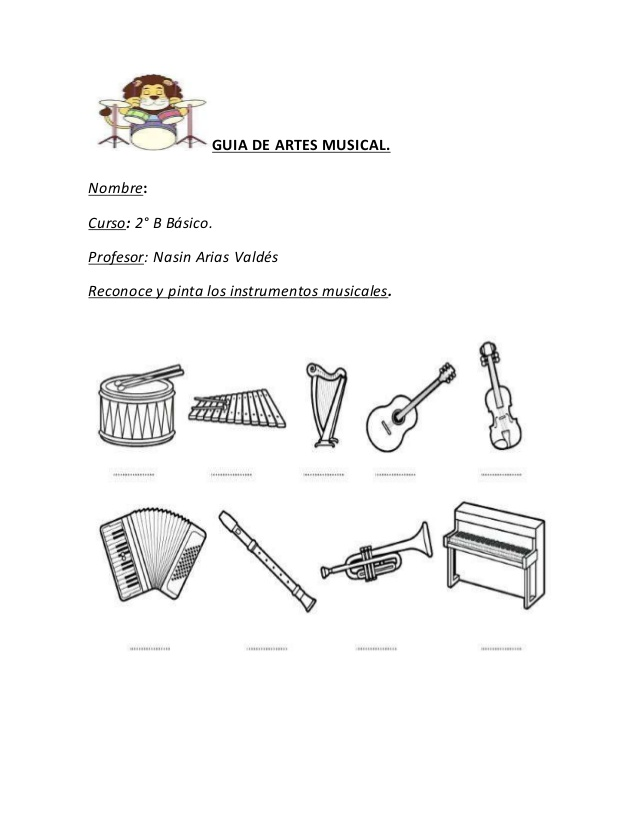 GUIA DE ARTES MUSICAL.
Nombre:
Curso: 2° B Básico.
Profesor: Nasin Arias Valdés
Reconoce y pinta los instrumentos musicales.